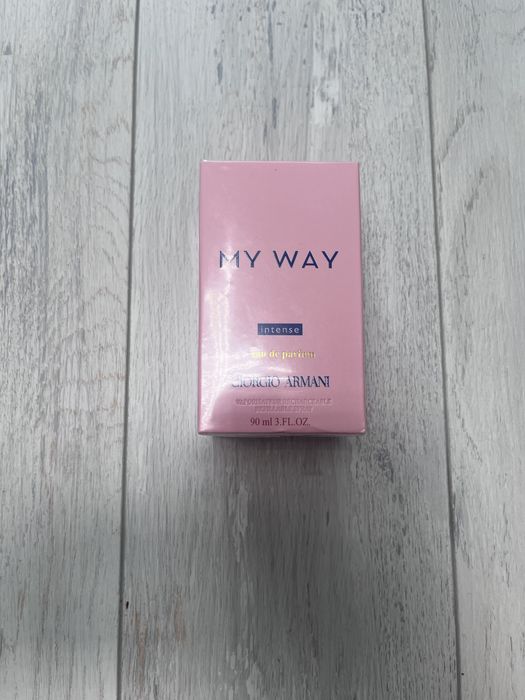 MY WAY
intense
eau de parfum
GIORGIO ARMANI
VAPORISATEUR RECHARGEABLE
REFILLABLE SPRAY
90 ml 3.FL.OZ.